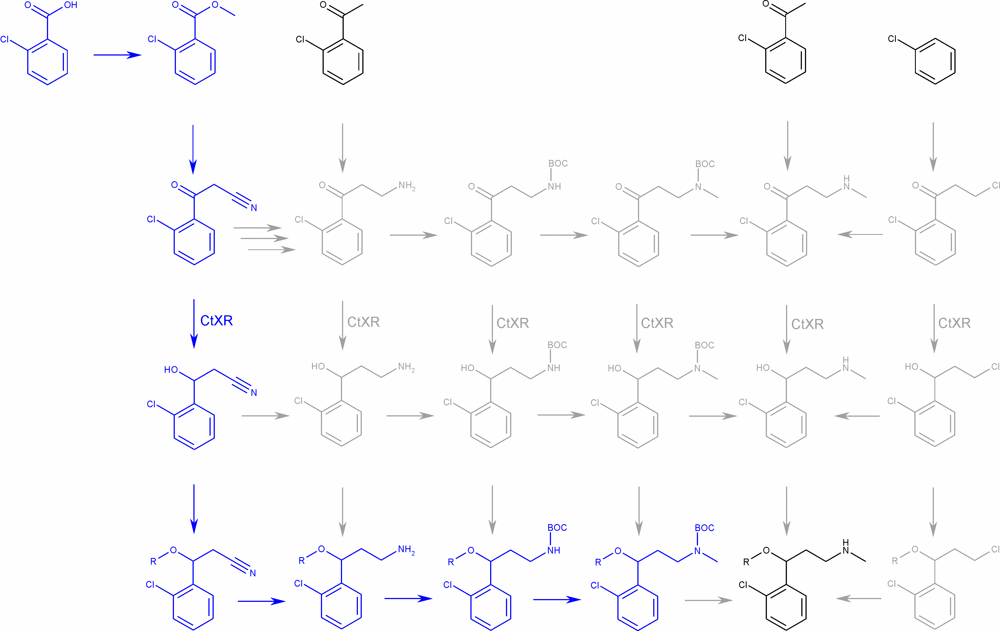 O OH O O O O
Cl Cl Cl Cl Cl
BOC BOC H
O O NH2 O NH O N O N O Cl
N
Cl Cl Cl Cl Cl Cl
CtXR CtXR CtXR CtXR CtXR CtXR
BOC BOC H
HO HO NH2 HO NH HO N HO N HO Cl
N
Cl Cl Cl Cl Cl Cl
BOC BOC H
O O NH2 O NH O N O N O Cl
R R R R R R
N
Cl Cl Cl Cl Cl Cl